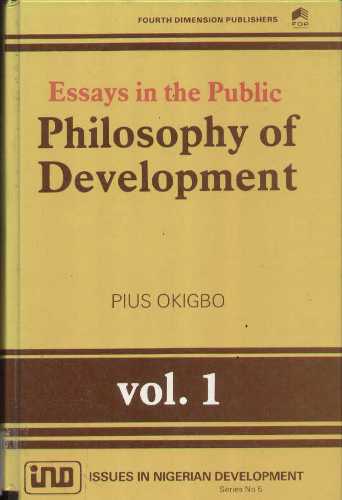 FOURTH DIMENSION PUBLISHERS
FDP
Essays in the Public
Philosophy of
Development
PIUS OKIGBO
vol. 1
ind ISSUES IN NIGERIAN DEVELOPMENT
Series No 5